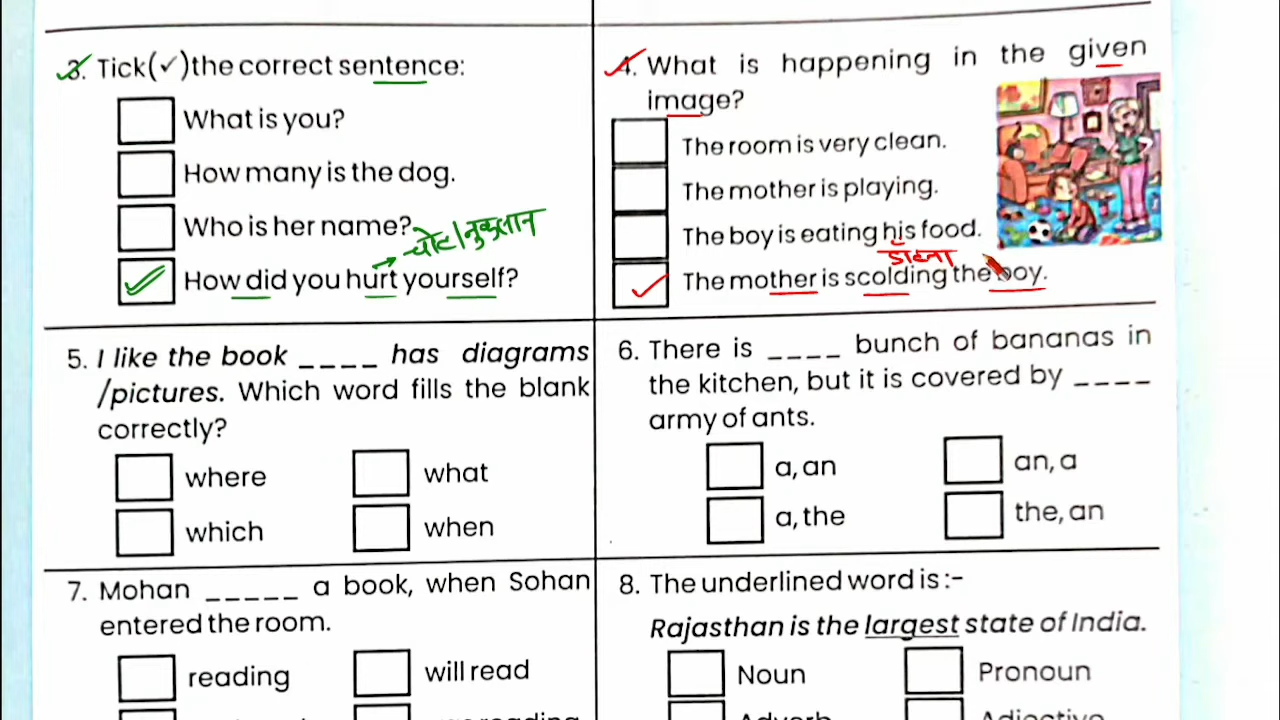 3. Tick(✓)the correct sentence:
What is you?
How many is the dog.
Who is her name?
चोट/नुकसान
How did you hurt yourself?
4. What is happening in the given
image?
The room is very clean.
The mother is playing.
The boy is eating his food.
डाटना
The mother is scolding the boy.
5. I like the book ____ has diagrams
/pictures. Which word fills the blank
correctly?
where
what
which
when
6. There is ____ bunch of bananas in
the kitchen, but it is covered by ____
army of ants.
a, an
an, a
a, the
the, an
7. Mohan _____ a book, when Sohan
entered the room.
reading
will read
8. The underlined word is :-
Rajasthan is the largest state of India.
Noun
Pronoun
Adverb
Adjective